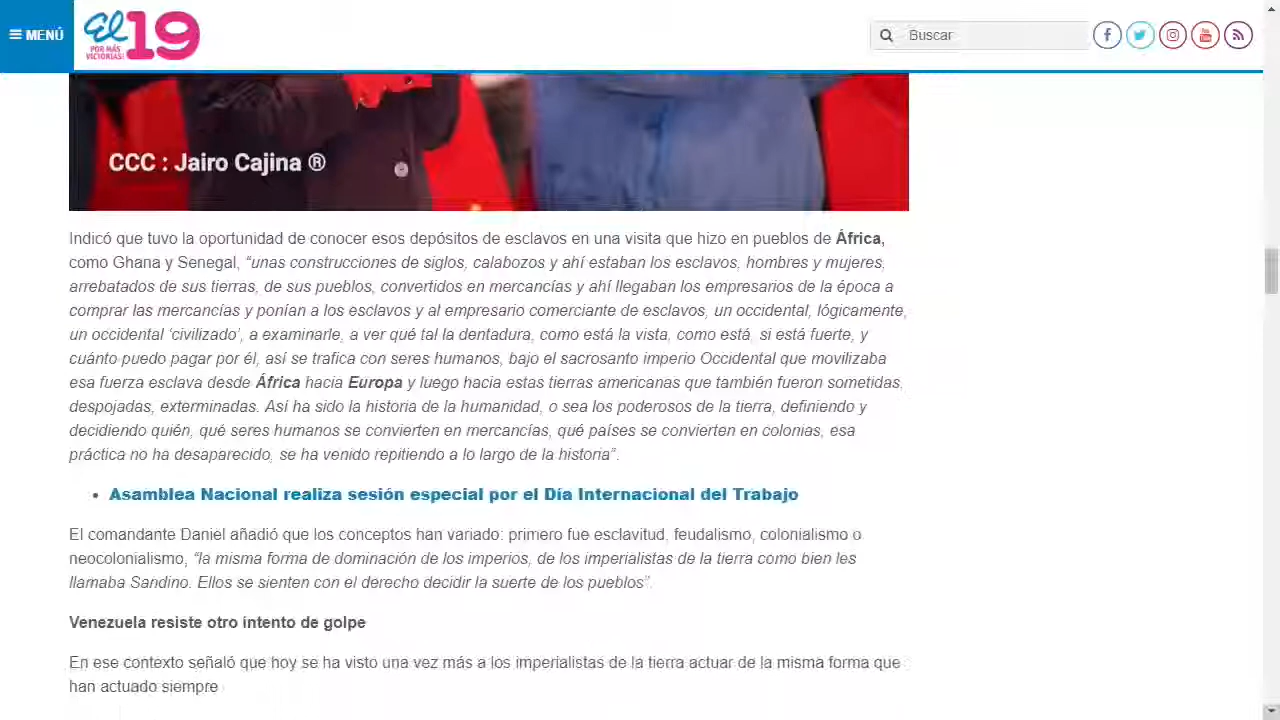 MENÚ
El 19
POR MÁS
VICTORIAS!
Buscar
CCC : Jairo Cajina ®
Indicó que tuvo la oportunidad de conocer esos depósitos de esclavos en una visita que hizo en pueblos de África,
como Ghana y Senegal, “unas construcciones de siglos, calabozos y ahí estaban los esclavos, hombres y mujeres,
arrebatados de sus tierras, de sus pueblos, convertidos en mercancías y ahí llegaban los empresarios de la época a
comprar las mercancías y ponían a los esclavos y al empresario comerciante de esclavos, un occidental, lógicamente,
un occidental ‘civilizado’, a examinarle, a ver qué tal la dentadura, como está la vista, como está, si está fuerte, y
cuánto puedo pagar por él, así se trafica con seres humanos, bajo el sacrosanto imperio Occidental que movilizaba
esa fuerza esclava desde África hacia Europa y luego hacia estas tierras americanas que también fueron sometidas,
despojadas, exterminadas. Así ha sido la historia de la humanidad, o sea los poderosos de la tierra, definiendo y
decidiendo quién, qué seres humanos se convierten en mercancías, qué países se convierten en colonias, esa
práctica no ha desaparecido, se ha venido repitiendo a lo largo de la historia”.
• Asamblea Nacional realiza sesión especial por el Día Internacional del Trabajo
El comandante Daniel añadió que los conceptos han variado: primero fue esclavitud, feudalismo, colonialismo o
neocolonialismo, “la misma forma de dominación de los imperios, de los imperialistas de la tierra como bien les
llamaba Sandino. Ellos se sienten con el derecho decidir la suerte de los pueblos”.
Venezuela resiste otro intento de golpe
En ese contexto señaló que hoy se ha visto una vez más a los imperialistas de la tierra actuar de la misma forma que
han actuado siempre